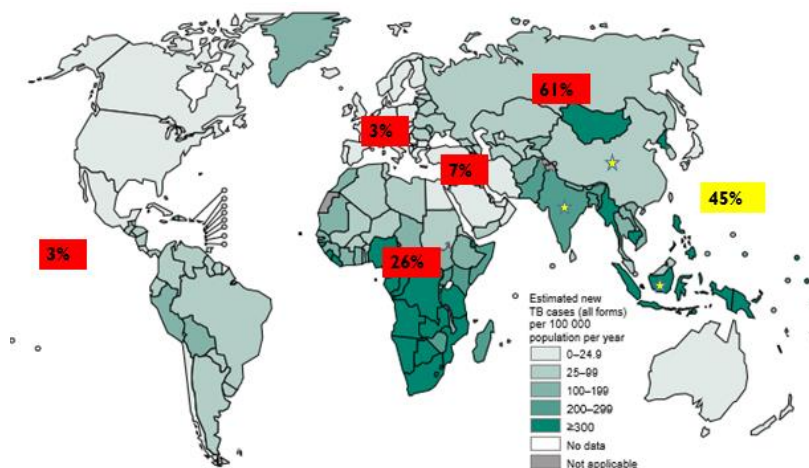 61%
3%
7%
45%
3%
26%
Estimated new
TB cases (all forms)
per 100 000
population per year
0–24.9
25–99
100–199
200–299
≥300
No data
Not applicable